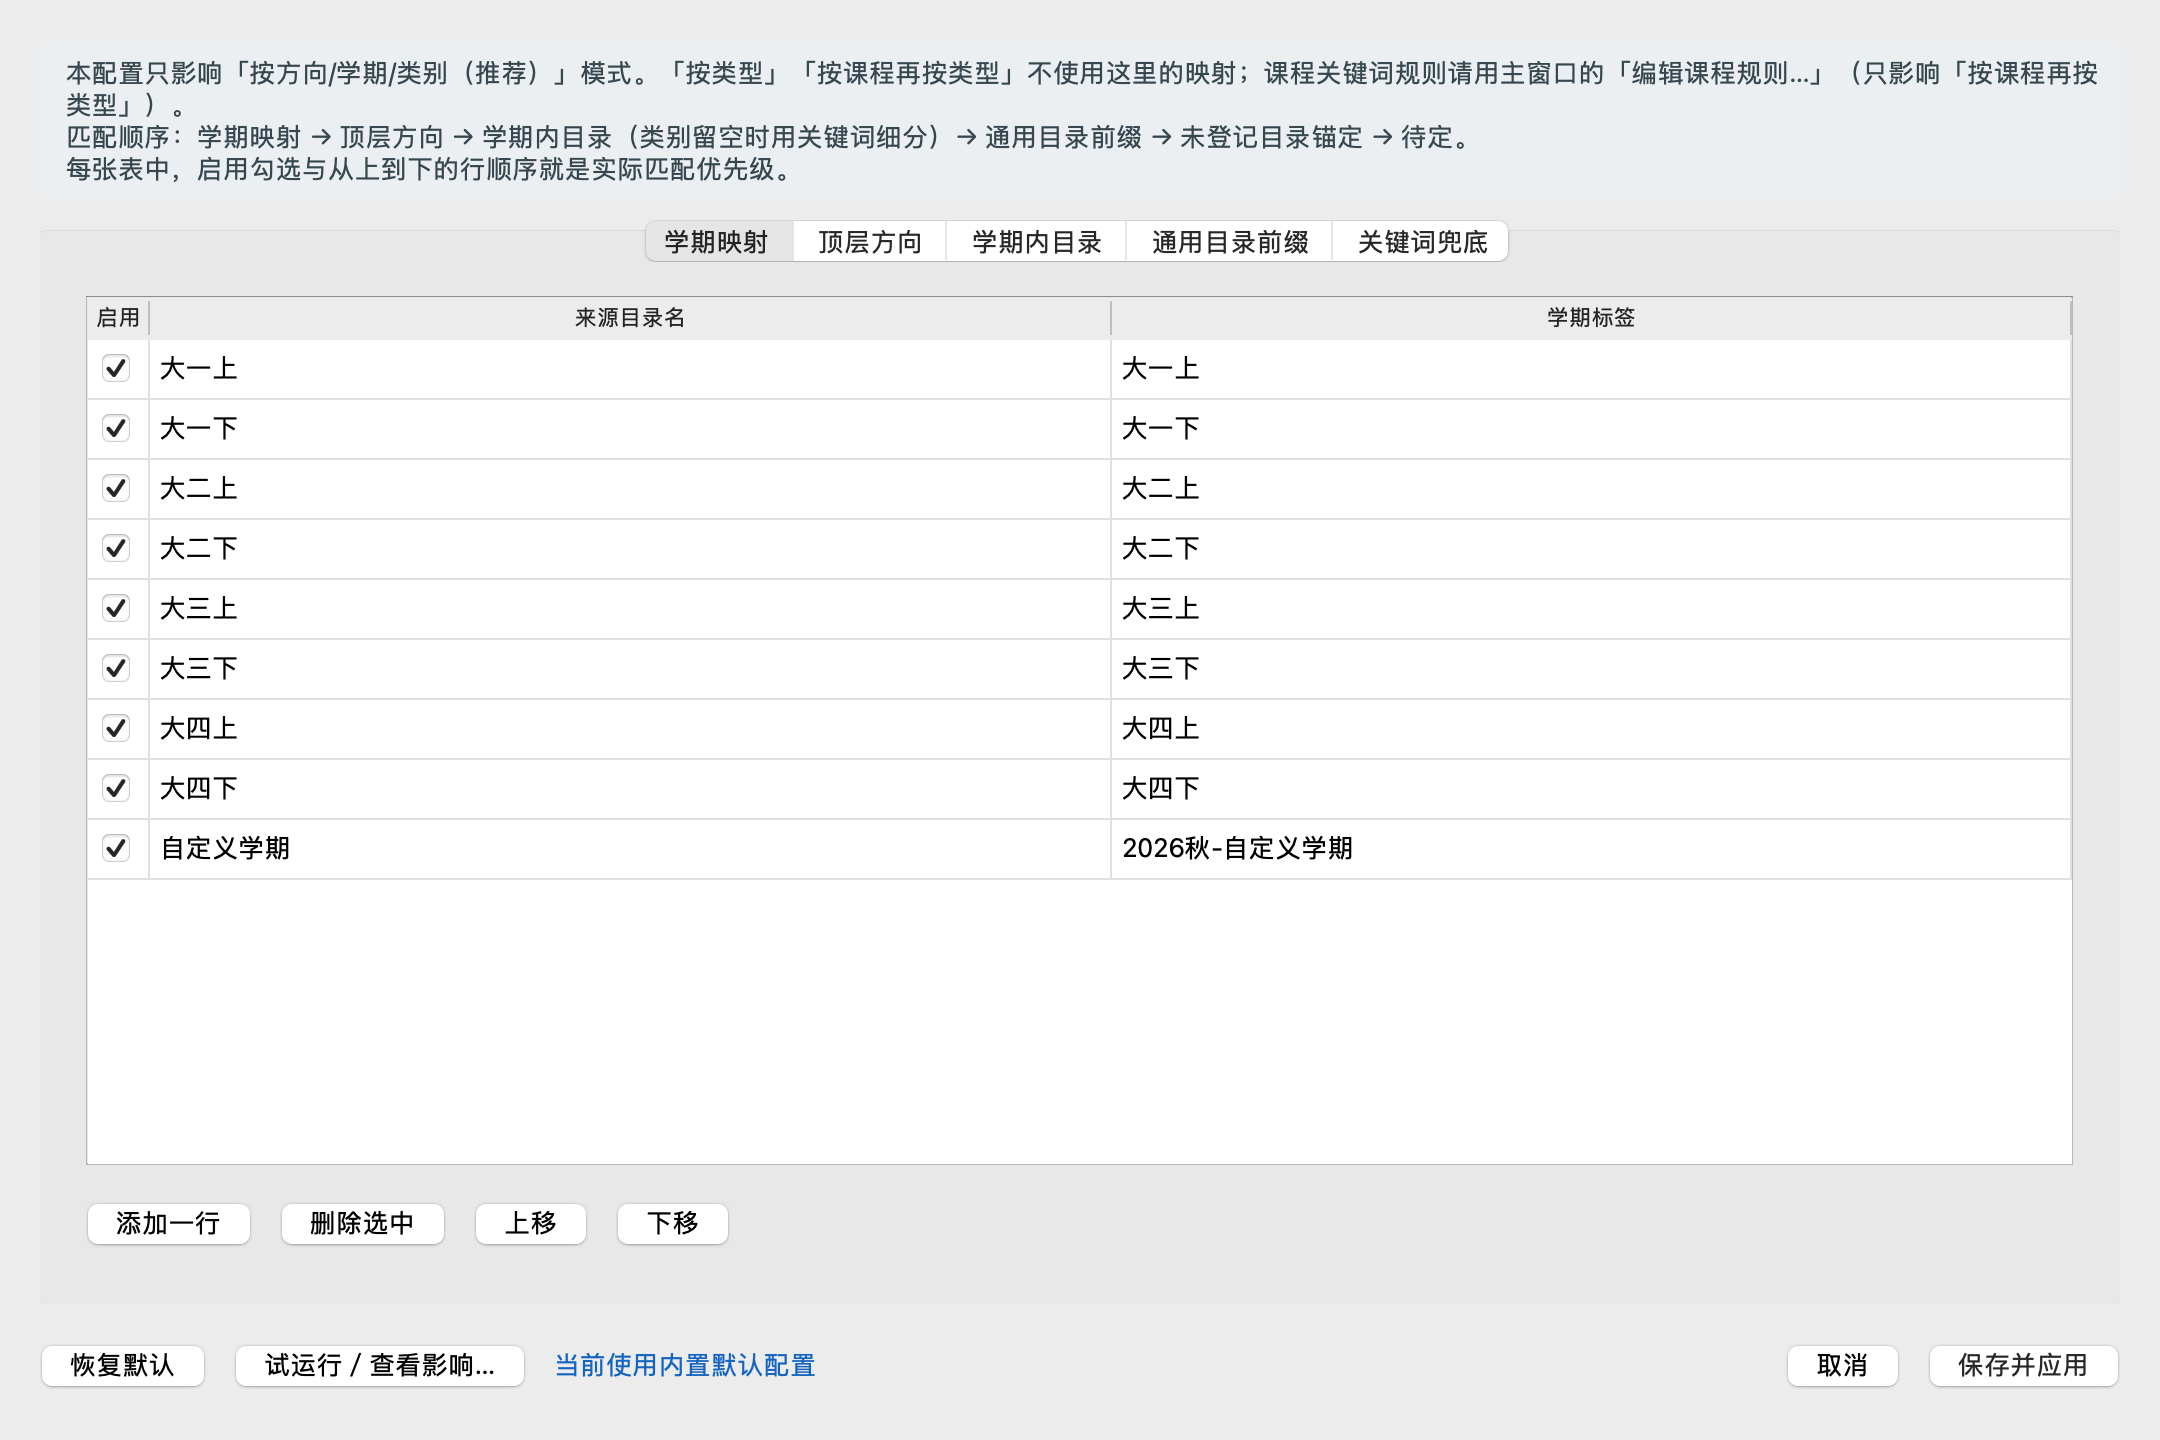 本配置只影响「按方向/学期/类别（推荐）」模式。「按类型」「按课程再按类型」不使用这里的映射；课程关键词规则请用主窗口的「编辑课程规则...」（只影响「按课程再按
类型」）。
匹配顺序：学期映射 → 顶层方向 → 学期内目录（类别留空时用关键词细分）→ 通用目录前缀 → 未登记目录锚定 → 待定。
每张表中，启用勾选与从上到下的行顺序就是实际匹配优先级。
学期映射 顶层方向 学期内目录 通用目录前缀 关键词兜底
启用 来源目录名 学期标签
大一上 大一上
大一下 大一下
大二上 大二上
大二下 大二下
大三上 大三上
大三下 大三下
大四上 大四上
大四下 大四下
自定义学期 2026秋-自定义学期
添加一行 删除选中 上移 下移
恢复默认 试运行 / 查看影响... 当前使用内置默认配置 取消 保存并应用